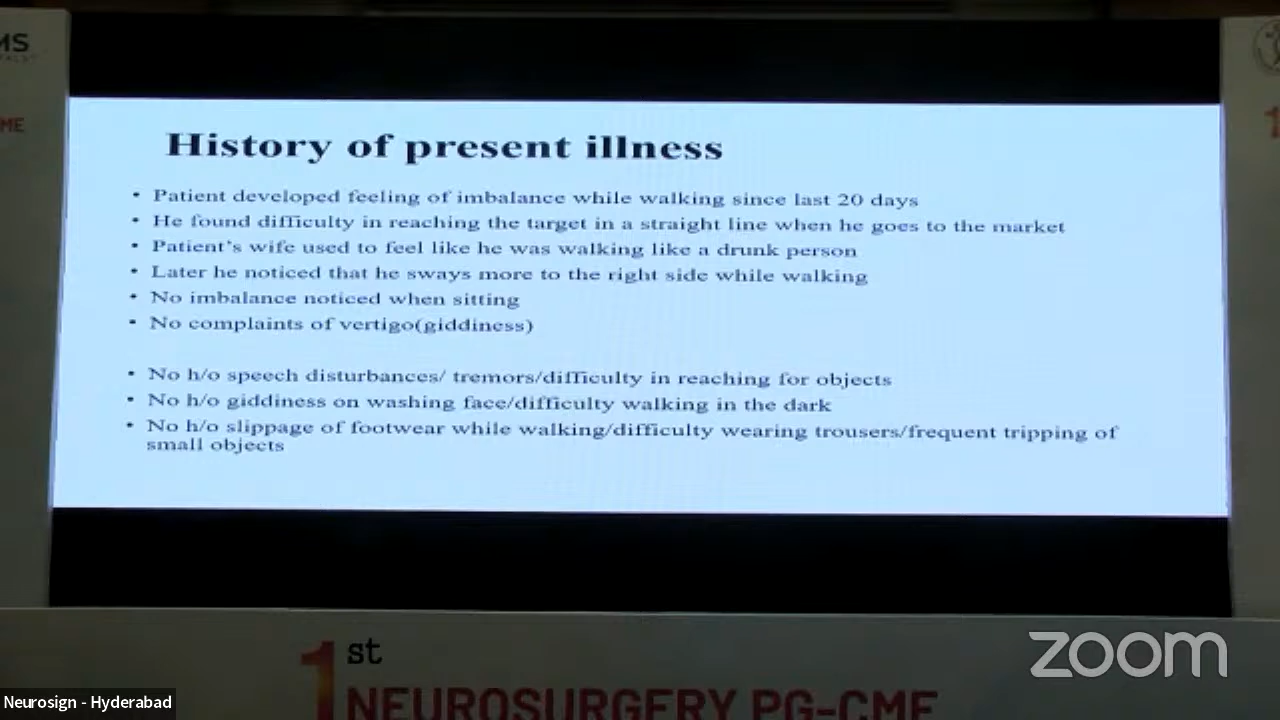 MS
ME
History of present illness
• Patient developed feeling of imbalance while walking since last 20 days
• He found difficulty in reaching the target in a straight line when he goes to the market
• Patient's wife used to feel like he was walking like a drunk person
• Later he noticed that he sways more to the right side while walking
• No imbalance noticed when sitting
• No complaints of vertigo(giddiness)
• No h/o speech disturbances/ tremors/difficulty in reaching for objects
• No h/o giddiness on washing face/difficulty walking in the dark
• No h/o slippage of footwear while walking/difficulty wearing trousers/frequent tripping of
small objects
1st
NEUROSURGERY PG-CME
zoom
Neurosign - Hyderabad